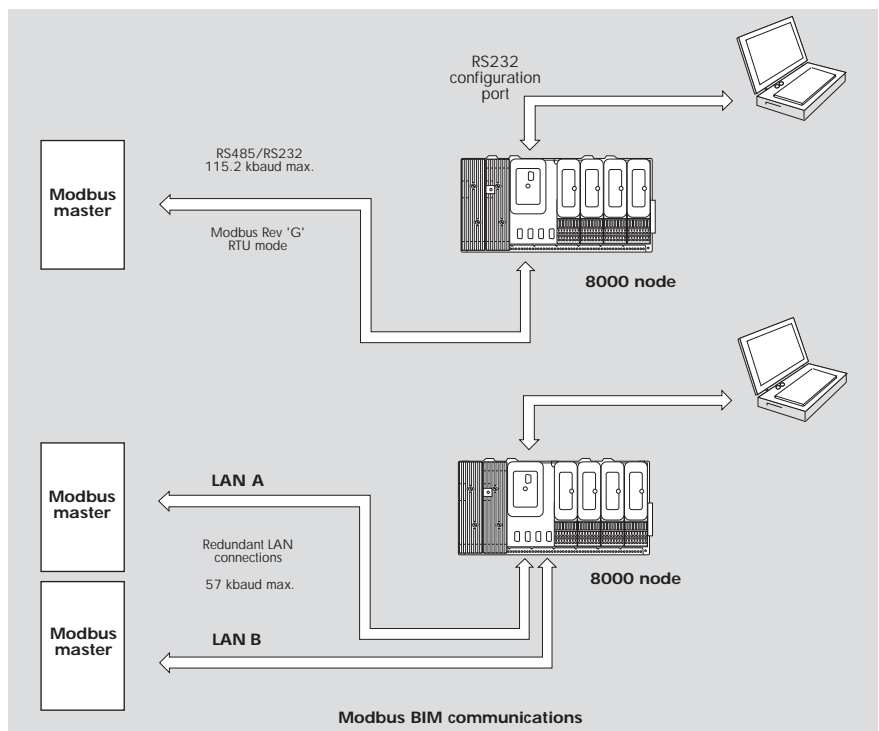 RS232
configuration
port
RS485/RS232
115.2 kbaud max.
Modbus
master
Modbus Rev 'G'
RTU mode
8000 node
Modbus
master
LAN A
Redundant LAN
connections
57 kbaud max.
8000 node
Modbus
master
LAN B
Modbus BIM communications